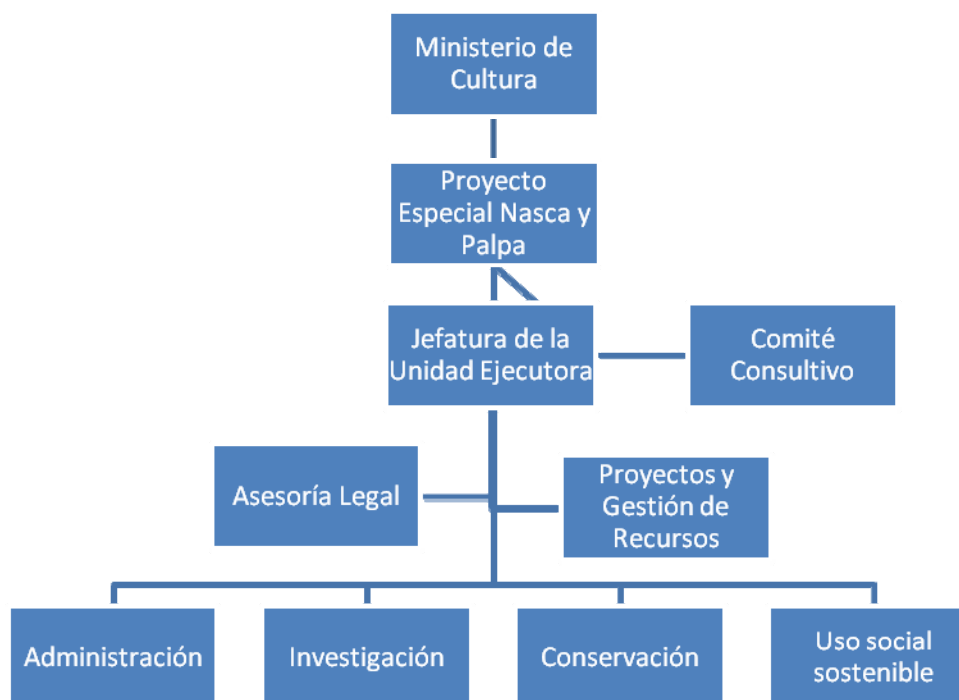 Ministerio de
Cultura
Proyecto
Especial Nasca y
Palpa
Jefatura de la
Unidad Ejecutora
Comité
Consultivo
Asesoría Legal
Proyectos y
Gestión de
Recursos
Administración
Investigación
Conservación
Uso social
sostenible